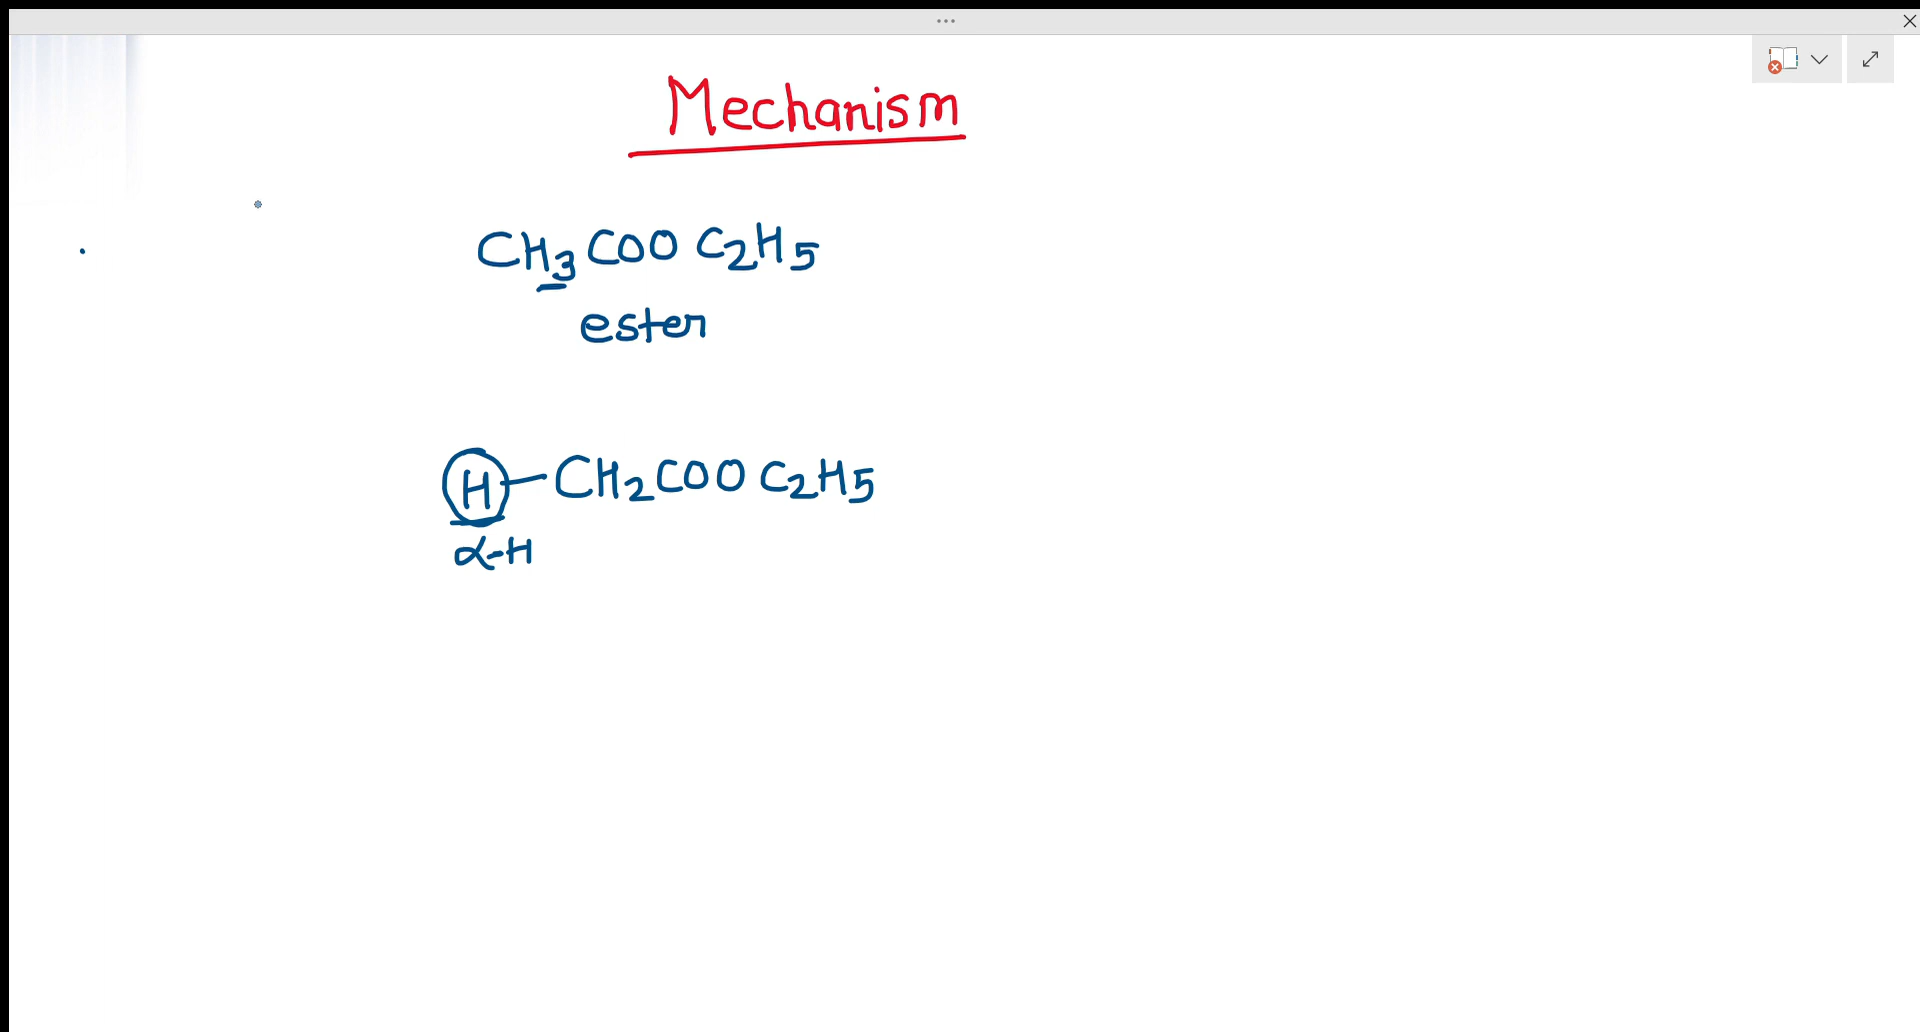 Mechanism
CH3COOC2H5
ester
H-CH2COOC2H5
α-H